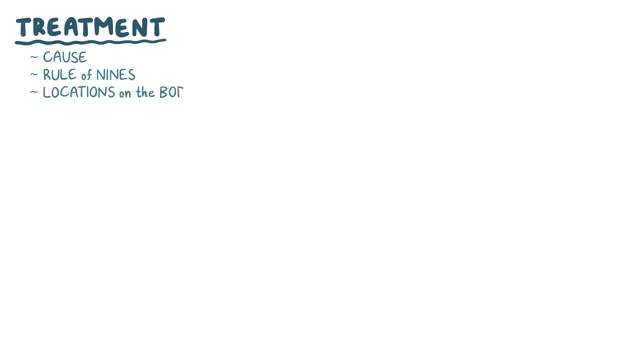 TREATMENT
~ CAUSE
~ RULE of NINES
~ LOCATIONS on the